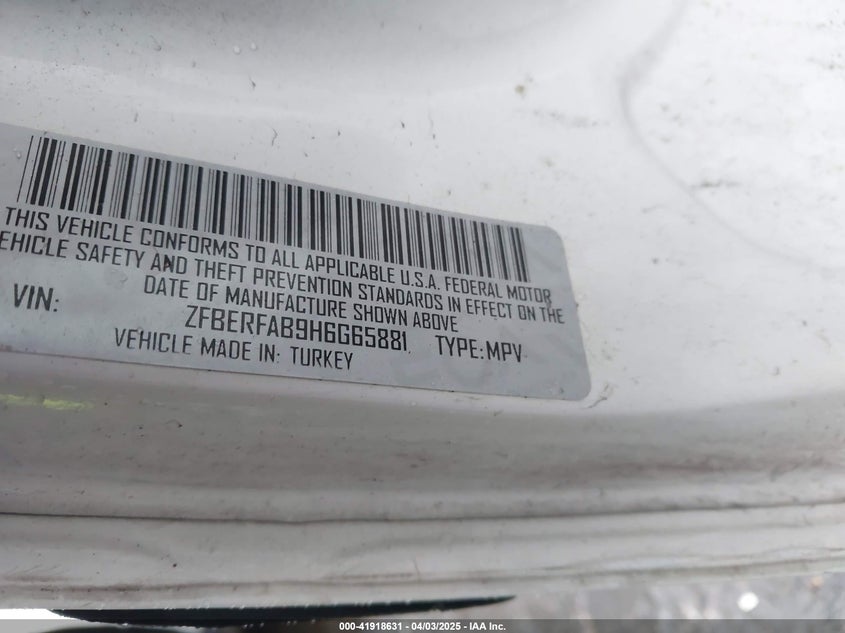 THIS VEHICLE CONFORMS TO ALL APPLICABLE U.S.A. FEDERAL MOTOR
VEHICLE SAFETY AND THEFT PREVENTION STANDARDS IN EFFECT ON THE
DATE OF MANUFACTURE SHOWN ABOVE
VIN: ZFBERFAB9H6G65881 TYPE: MPV
VEHICLE MADE IN: TURKEY
000-41918631 - 04/03/2025 - IAA Inc.